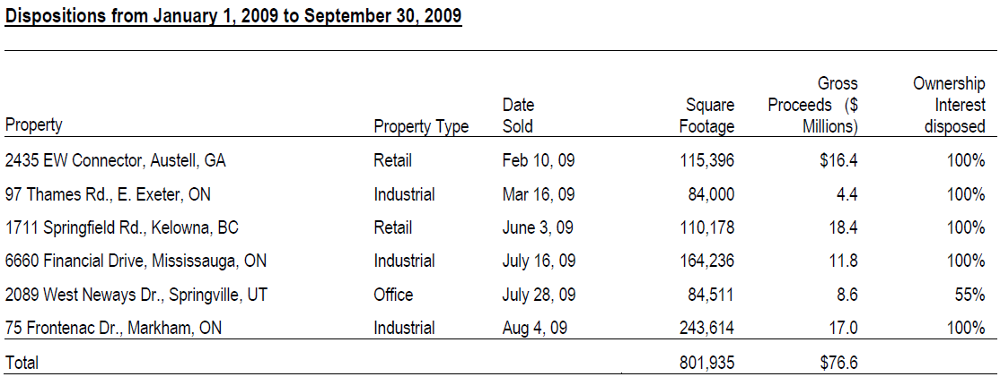 Dispositions from January 1, 2009 to September 30, 2009
Gross Ownership
Date Square Proceeds ($ Interest
Property Property Type Sold Footage Millions) disposed
2435 EW Connector, Austell, GA Retail Feb 10, 09 115,396 $16.4 100%
97 Thames Rd., E. Exeter, ON Industrial Mar 16, 09 84,000 4.4 100%
1711 Springfield Rd., Kelowna, BC Retail June 3, 09 110,178 18.4 100%
6660 Financial Drive, Mississauga, ON Industrial July 16, 09 164,236 11.8 100%
2089 West Neways Dr., Springville, UT Office July 28, 09 84,511 8.6 55%
75 Frontenac Dr., Markham, ON Industrial Aug 4, 09 243,614 17.0 100%
Total 801,935 $76.6